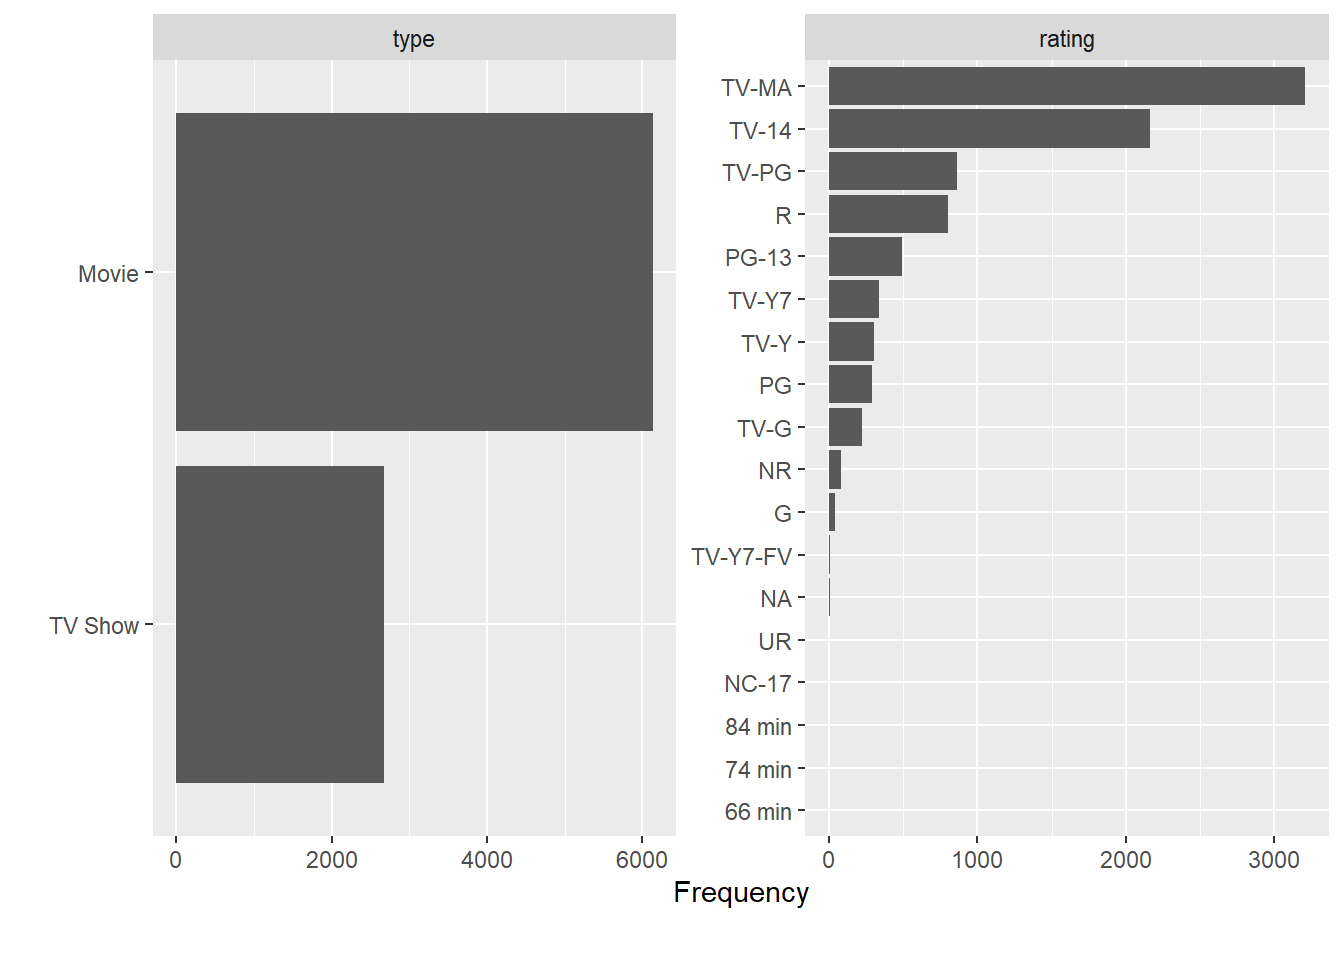 type
Movie
TV Show
0 2000 4000 6000
rating
TV-MA
TV-14
TV-PG
R
PG-13
TV-Y7
TV-Y
PG
TV-G
NR
G
TV-Y7-FV
NA
UR
NC-17
84 min
74 min
66 min
0 1000 2000 3000
Frequency